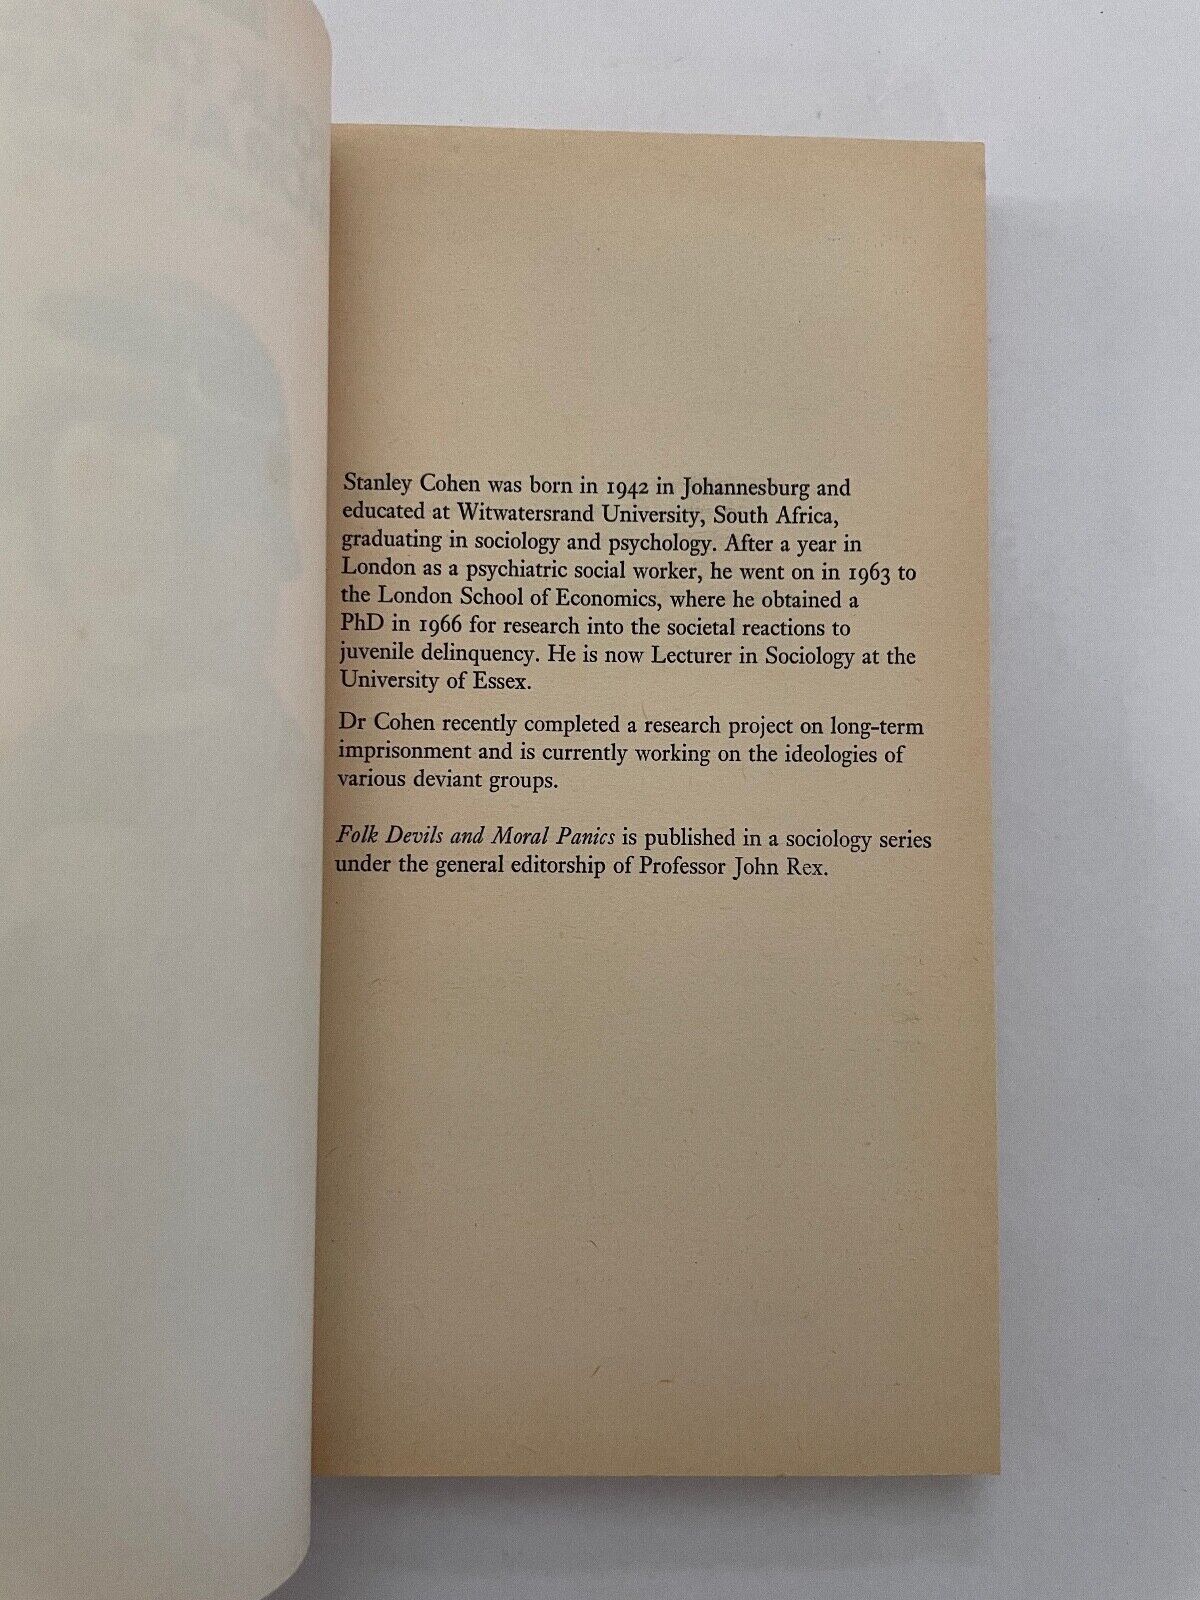 Stanley Cohen was born in 1942 in Johannesburg and
educated at Witwatersrand University, South Africa,
graduating in sociology and psychology. After a year in
London as a psychiatric social worker, he went on in 1963 to
the London School of Economics, where he obtained a
PhD in 1966 for research into the societal reactions to
juvenile delinquency. He is now Lecturer in Sociology at the
University of Essex.
Dr Cohen recently completed a research project on long-term
imprisonment and is currently working on the ideologies of
various deviant groups.
Folk Devils and Moral Panics is published in a sociology series
under the general editorship of Professor John Rex.